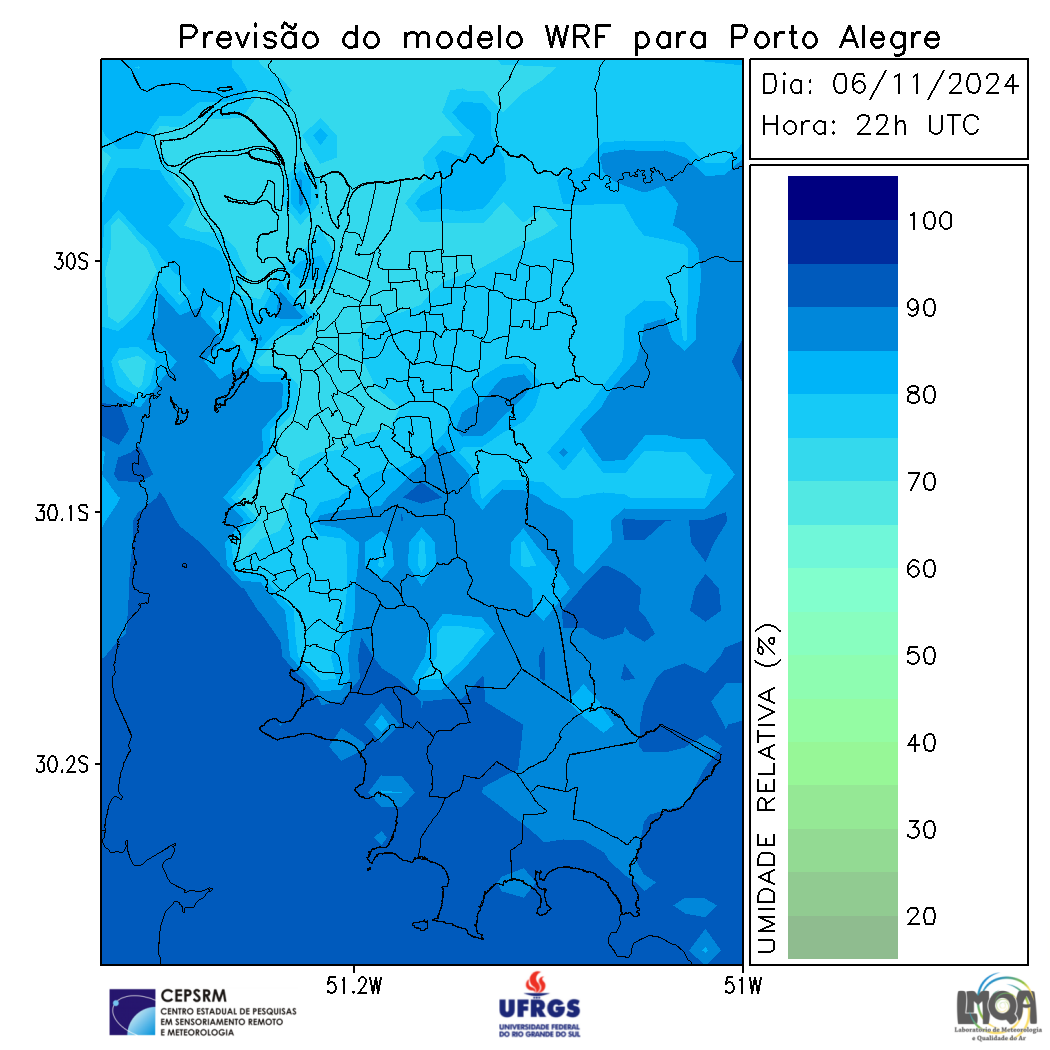 Previsão do modelo WRF para Porto Alegre
Dia: 06/11/2024
Hora: 22h UTC
30S
30.1S
30.2S
51.2W
51W
UMIDADE RELATIVA (%)
100
90
80
70
60
50
40
30
20
CEPSRM
CENTRO ESTADUAL DE PESQUISAS
EM SENSORIAMENTO REMOTO
E METEOROLOGIA
UFRGS
UNIVERSIDADE FEDERAL
DO RIO GRANDE DO SUL
LMQA
Laboratório de Meteorologia
e Qualidade do Ar